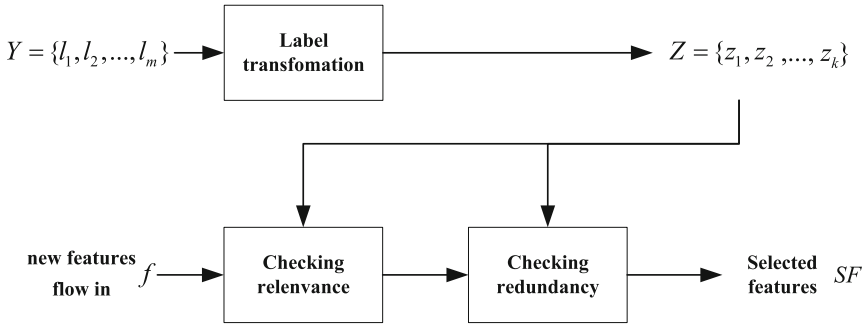 Y = {l₁, l₂, ..., lₘ}
Label
transfomation
Z = {z₁, z₂ ,..., zₖ}
new features
flow in
f
Checking
relenvance
Checking
redundancy
Selected
features
SF